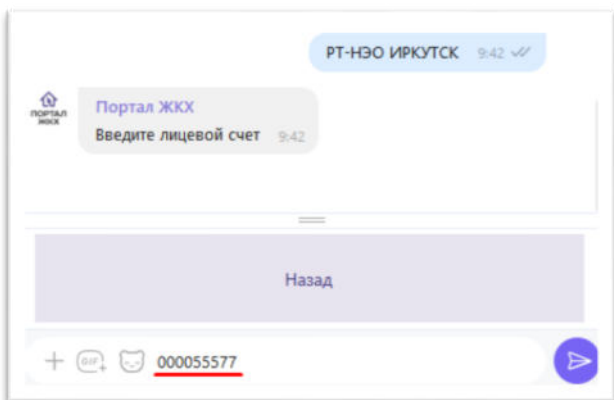 РТ-НЭО ИРКУТСК 9:42
ПОРТАЛ
ЖКХ
Портал ЖКХ
Введите лицевой счет 9:42
Назад
GIF
000055577